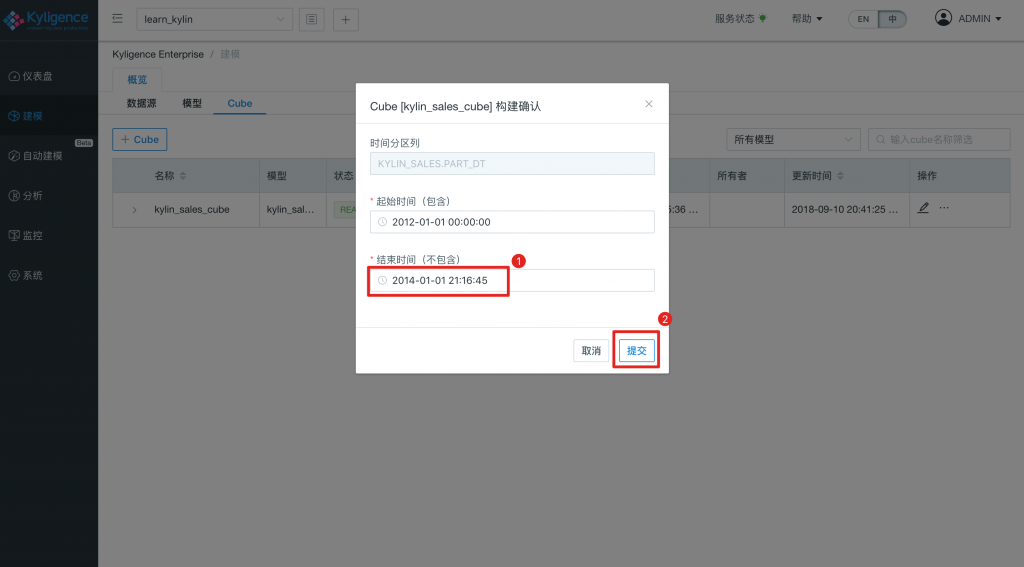 Kyligence
learn_kylin
服务状态
帮助
EN
中
ADMIN
Kyligence Enterprise / 建模
仪表盘
建模
Beta
自动建模
分析
监控
系统
概览
数据源 模型 Cube
+ Cube
所有模型
输入cube名称筛选
名称 模型 状态 所有者 更新时间 操作
kylin_sales_cube kylin_sal... 5:36 ... 2018-09-10 20:41:25 ... ...
Cube [kylin_sales_cube] 构建确认
时间分区列
KYLIN_SALES.PART_DT
* 起始时间（包含）
2012-01-01 00:00:00
* 结束时间（不包含）
1
2014-01-01 21:16:45
2
取消 提交